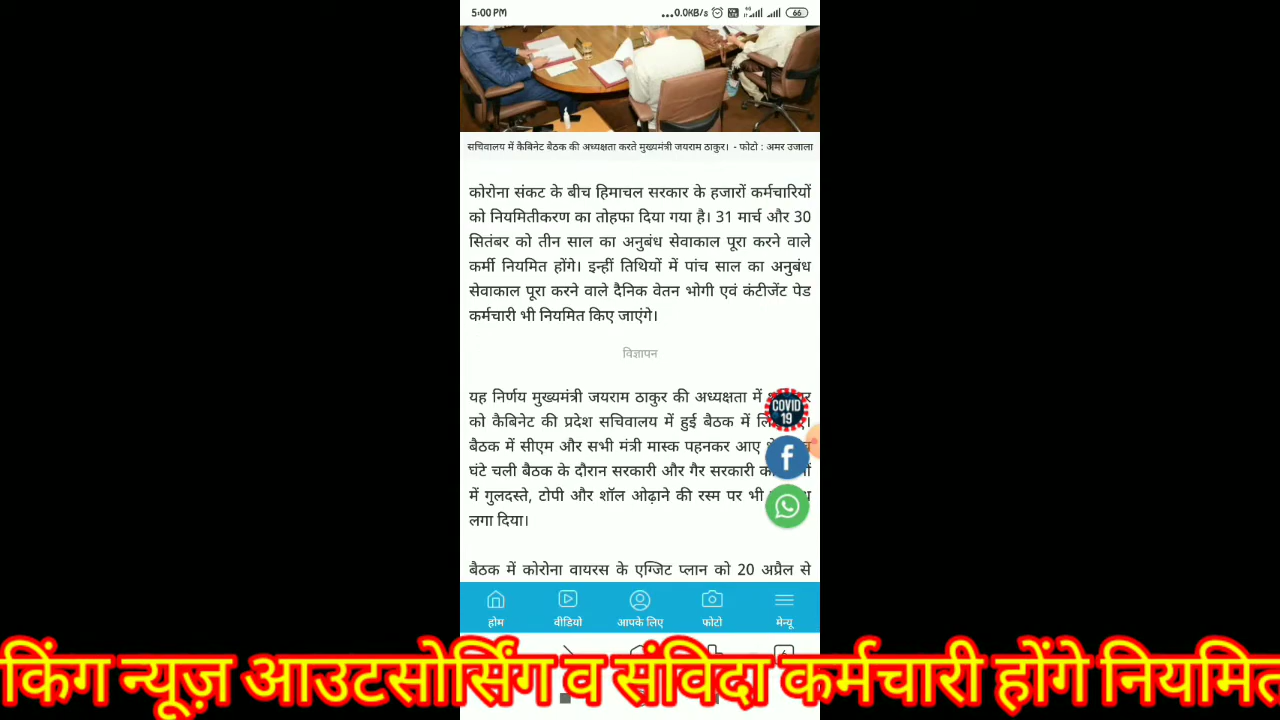 5:00 PM
...0.0KB/s
66
सचिवालय में कैबिनेट बैठक की अध्यक्षता करते मुख्यमंत्री जयराम ठाकुर। - फोटो : अमर उजाला
कोरोना संकट के बीच हिमाचल सरकार के हजारों कर्मचारियों
को नियमितीकरण का तोहफा दिया गया है। 31 मार्च और 30
सितंबर को तीन साल का अनुबंध सेवाकाल पूरा करने वाले
कर्मी नियमित होंगे। इन्हीं तिथियों में पांच साल का अनुबंध
सेवाकाल पूरा करने वाले दैनिक वेतन भोगी एवं कंटीजेंट पेड
कर्मचारी भी नियमित किए जाएंगे।
विज्ञापन
यह निर्णय मुख्यमंत्री जयराम ठाकुर की अध्यक्षता में
को कैबिनेट की प्रदेश सचिवालय में हुई बैठक में
बैठक में सीएम और सभी मंत्री मास्क पहनकर आए
घंटे चली बैठक के दौरान सरकारी और गैर सरकारी
में गुलदस्ते, टोपी और शॉल ओढ़ाने की रस्म पर भी
लगा दिया।
COVID
19
बैठक में कोरोना वायरस के एग्जिट प्लान को 20 अप्रैल से
होम वीडियो आपके लिए फोटो मेन्यू
किंग न्यूज़ आउटसोर्सिंग व संविदा कर्मचारी होंगे नियमित